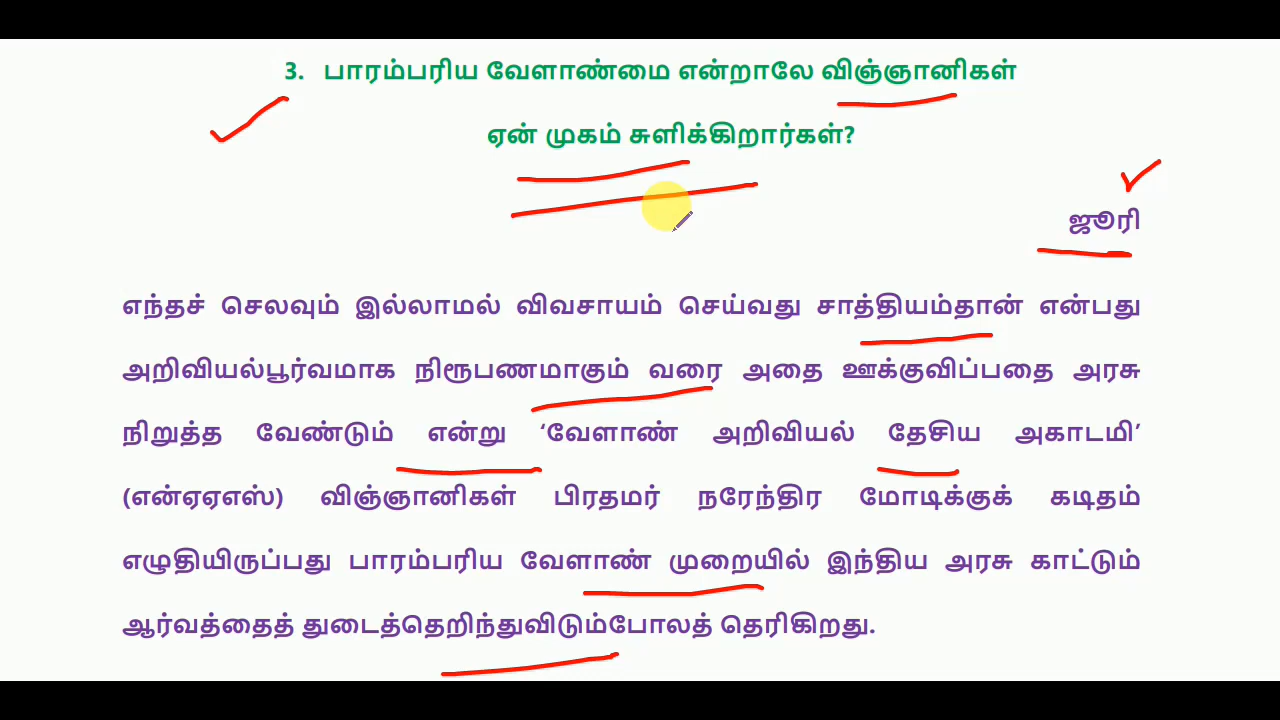 3. பாரம்பரிய வேளாண்மை என்றாலே விஞ்ஞானிகள்
ஏன் முகம் சுளிக்கிறார்கள்?
ஜூரி
எந்தச் செலவும் இல்லாமல் விவசாயம் செய்வது சாத்தியம்தான் என்பது
அறிவியல்பூர்வமாக நிரூபணமாகும் வரை அதை ஊக்குவிப்பதை அரசு
நிறுத்த வேண்டும் என்று ‘வேளாண் அறிவியல் தேசிய அகாடமி’
(என்ஏஏஎஸ்) விஞ்ஞானிகள் பிரதமர் நரேந்திர மோடிக்குக் கடிதம்
எழுதியிருப்பது பாரம்பரிய வேளாண் முறையில் இந்திய அரசு காட்டும்
ஆர்வத்தைத் துடைத்தெறிந்துவிடும்போலத் தெரிகிறது.